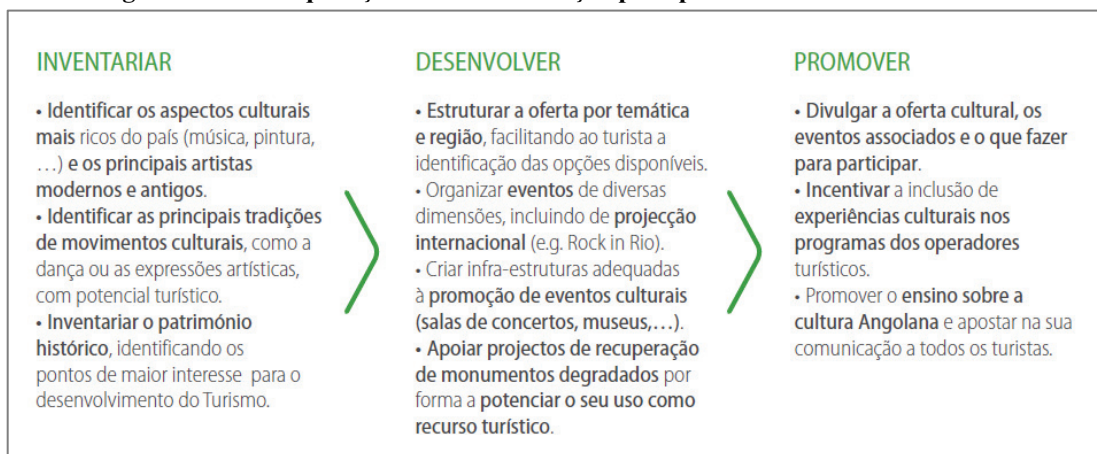 INVENTARIAR
• Identificar os aspectos culturais
mais ricos do país (música, pintura,
…) e os principais artistas
modernos e antigos.
• Identificar as principais tradições
de movimentos culturais, como a
dança ou as expressões artísticas,
com potencial turístico.
• Inventariar o património
histórico, identificando os
pontos de maior interesse para o
desenvolvimento do Turismo.
DESENVOLVER
• Estruturar a oferta por temática
e região, facilitando ao turista a
identificação das opções disponíveis.
• Organizar eventos de diversas
dimensões, incluindo de projecção
internacional (e.g. Rock in Rio).
• Criar infra-estruturas adequadas
à promoção de eventos culturais
(salas de concertos, museus,…).
• Apoiar projectos de recuperação
de monumentos degradados por
forma a potenciar o seu uso como
recurso turístico.
PROMOVER
• Divulgar a oferta cultural, os
eventos associados e o que fazer
para participar.
• Incentivar a inclusão de
experiências culturais nos
programas dos operadores
turísticos.
• Promover o ensino sobre a
cultura Angolana e apostar na sua
comunicação a todos os turistas.